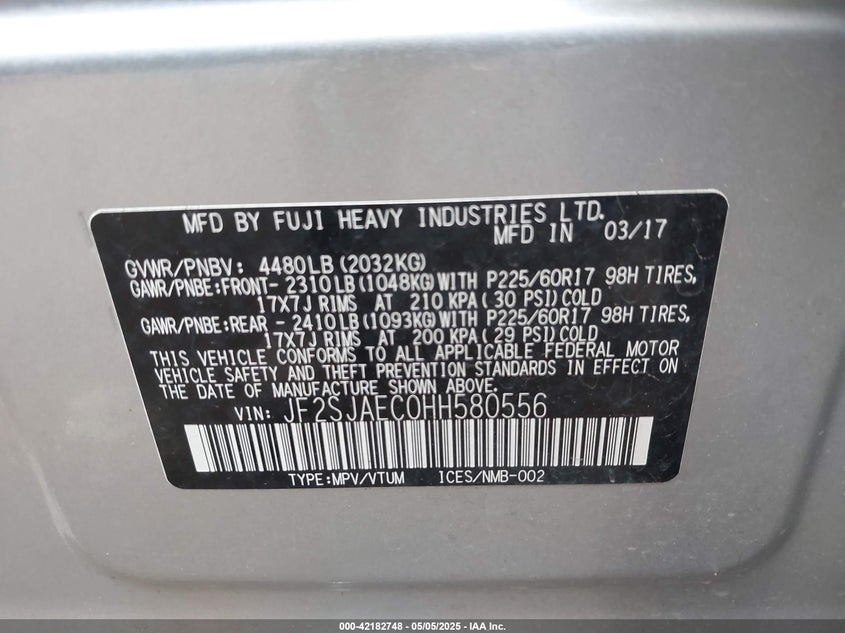 MFD BY FUJI HEAVY INDUSTRIES LTD.
MFD IN 03/17
GVWR/PNBV: 4480LB (2032KG)
GAWR/PNBE:FRONT- 2310LB (1048KG) WITH P225/60R17 98H TIRES,
17X7J RIMS AT 210 KPA ( 30 PSI) COLD
GAWR/PNBE:REAR - 2410LB (1093KG) WITH P225/60R17 98H TIRES,
17X7J RIMS AT 200 KPA ( 29 PSI) COLD
THIS VEHICLE CONFORMS TO ALL APPLICABLE FEDERAL MOTOR
VEHICLE SAFETY AND THEFT PREVENTION STANDARDS IN EFFECT ON
THE DATE OF MANUFACTURE SHOWN ABOVE.
VIN: JF2SJAEC0HH580556
TYPE:MPV/VTUM ICES/NMB-002
000-42182748 - 05/05/2025 - IAA Inc.